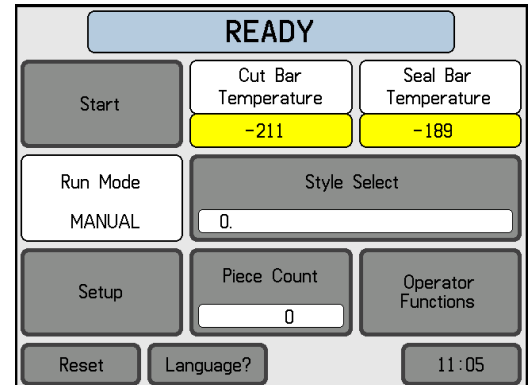 READY
Start
Cut Bar
Temperature
-211
Seal Bar
Temperature
-189
Run Mode
MANUAL
Style Select
0.
Setup
Piece Count
0
Operator
Functions
Reset
Language?
11:05